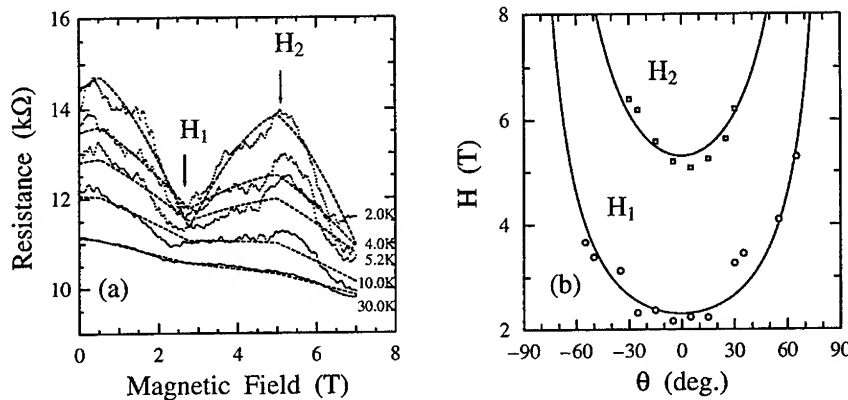 16
14
12
10
Resistance (kΩ)
H₂
H₁
2.0K
4.0K
5.2K
10.0K
30.0K
(a)
0 2 4 6 8
Magnetic Field (T)
8
6
4
2
H (T)
H₂
H₁
(b)
−90 −60 −30 0 30 60 90
θ (deg.)